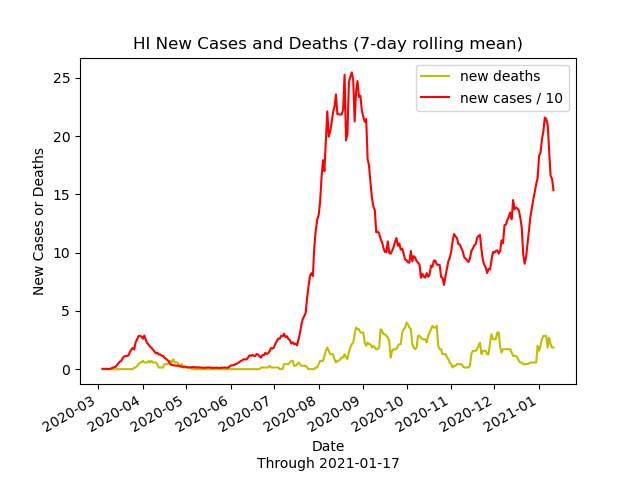 HI New Cases and Deaths (7-day rolling mean)
new deaths
new cases / 10
25
20
15
10
5
0
New Cases or Deaths
2020-03
2020-04
2020-05
2020-06
2020-07
2020-08
2020-09
2020-10
2020-11
2020-12
2021-01
Date
Through 2021-01-17